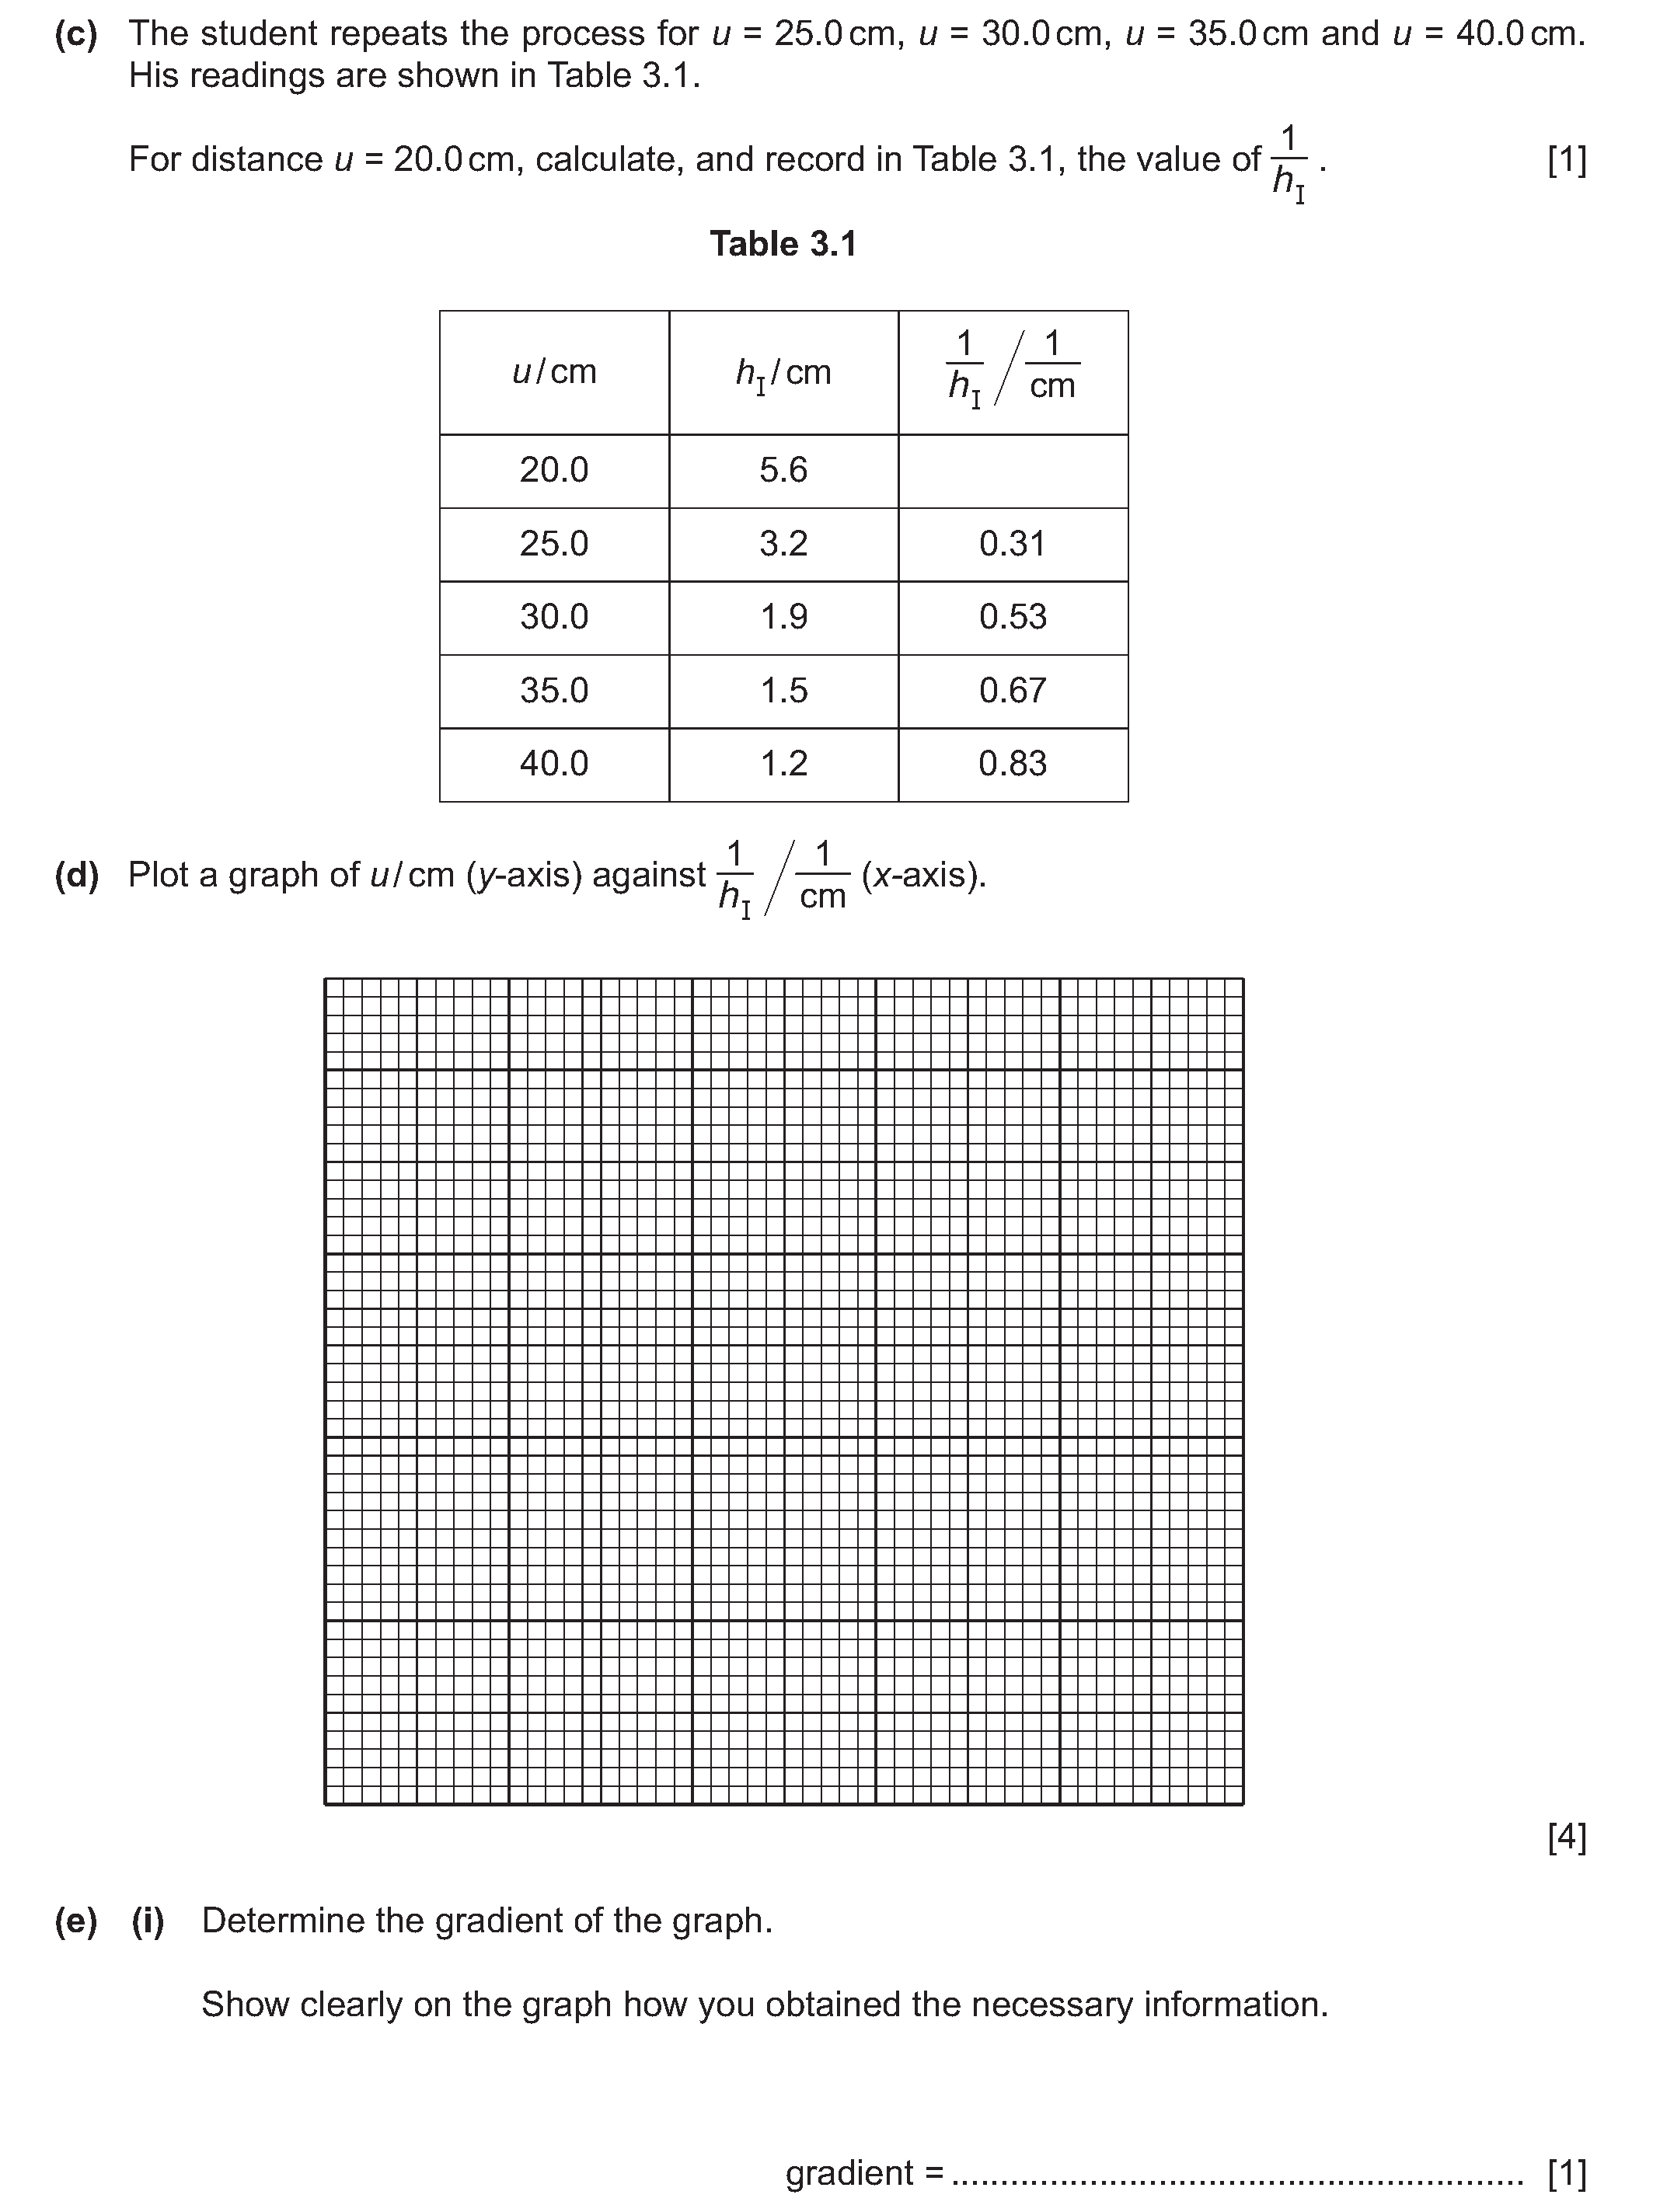 (c) The student repeats the process for u = 25.0 cm, u = 30.0 cm, u = 35.0 cm and u = 40.0 cm.
His readings are shown in Table 3.1.
For distance u = 20.0 cm, calculate, and record in Table 3.1, the value of 1/h_I . [1]
Table 3.1
u / cm h_I / cm 1/h_I / 1/cm
20.0 5.6
25.0 3.2 0.31
30.0 1.9 0.53
35.0 1.5 0.67
40.0 1.2 0.83
(d) Plot a graph of u / cm (y-axis) against 1/h_I / 1/cm (x-axis).
[4]
(e) (i) Determine the gradient of the graph.
Show clearly on the graph how you obtained the necessary information.
gradient = .......................................................... [1]